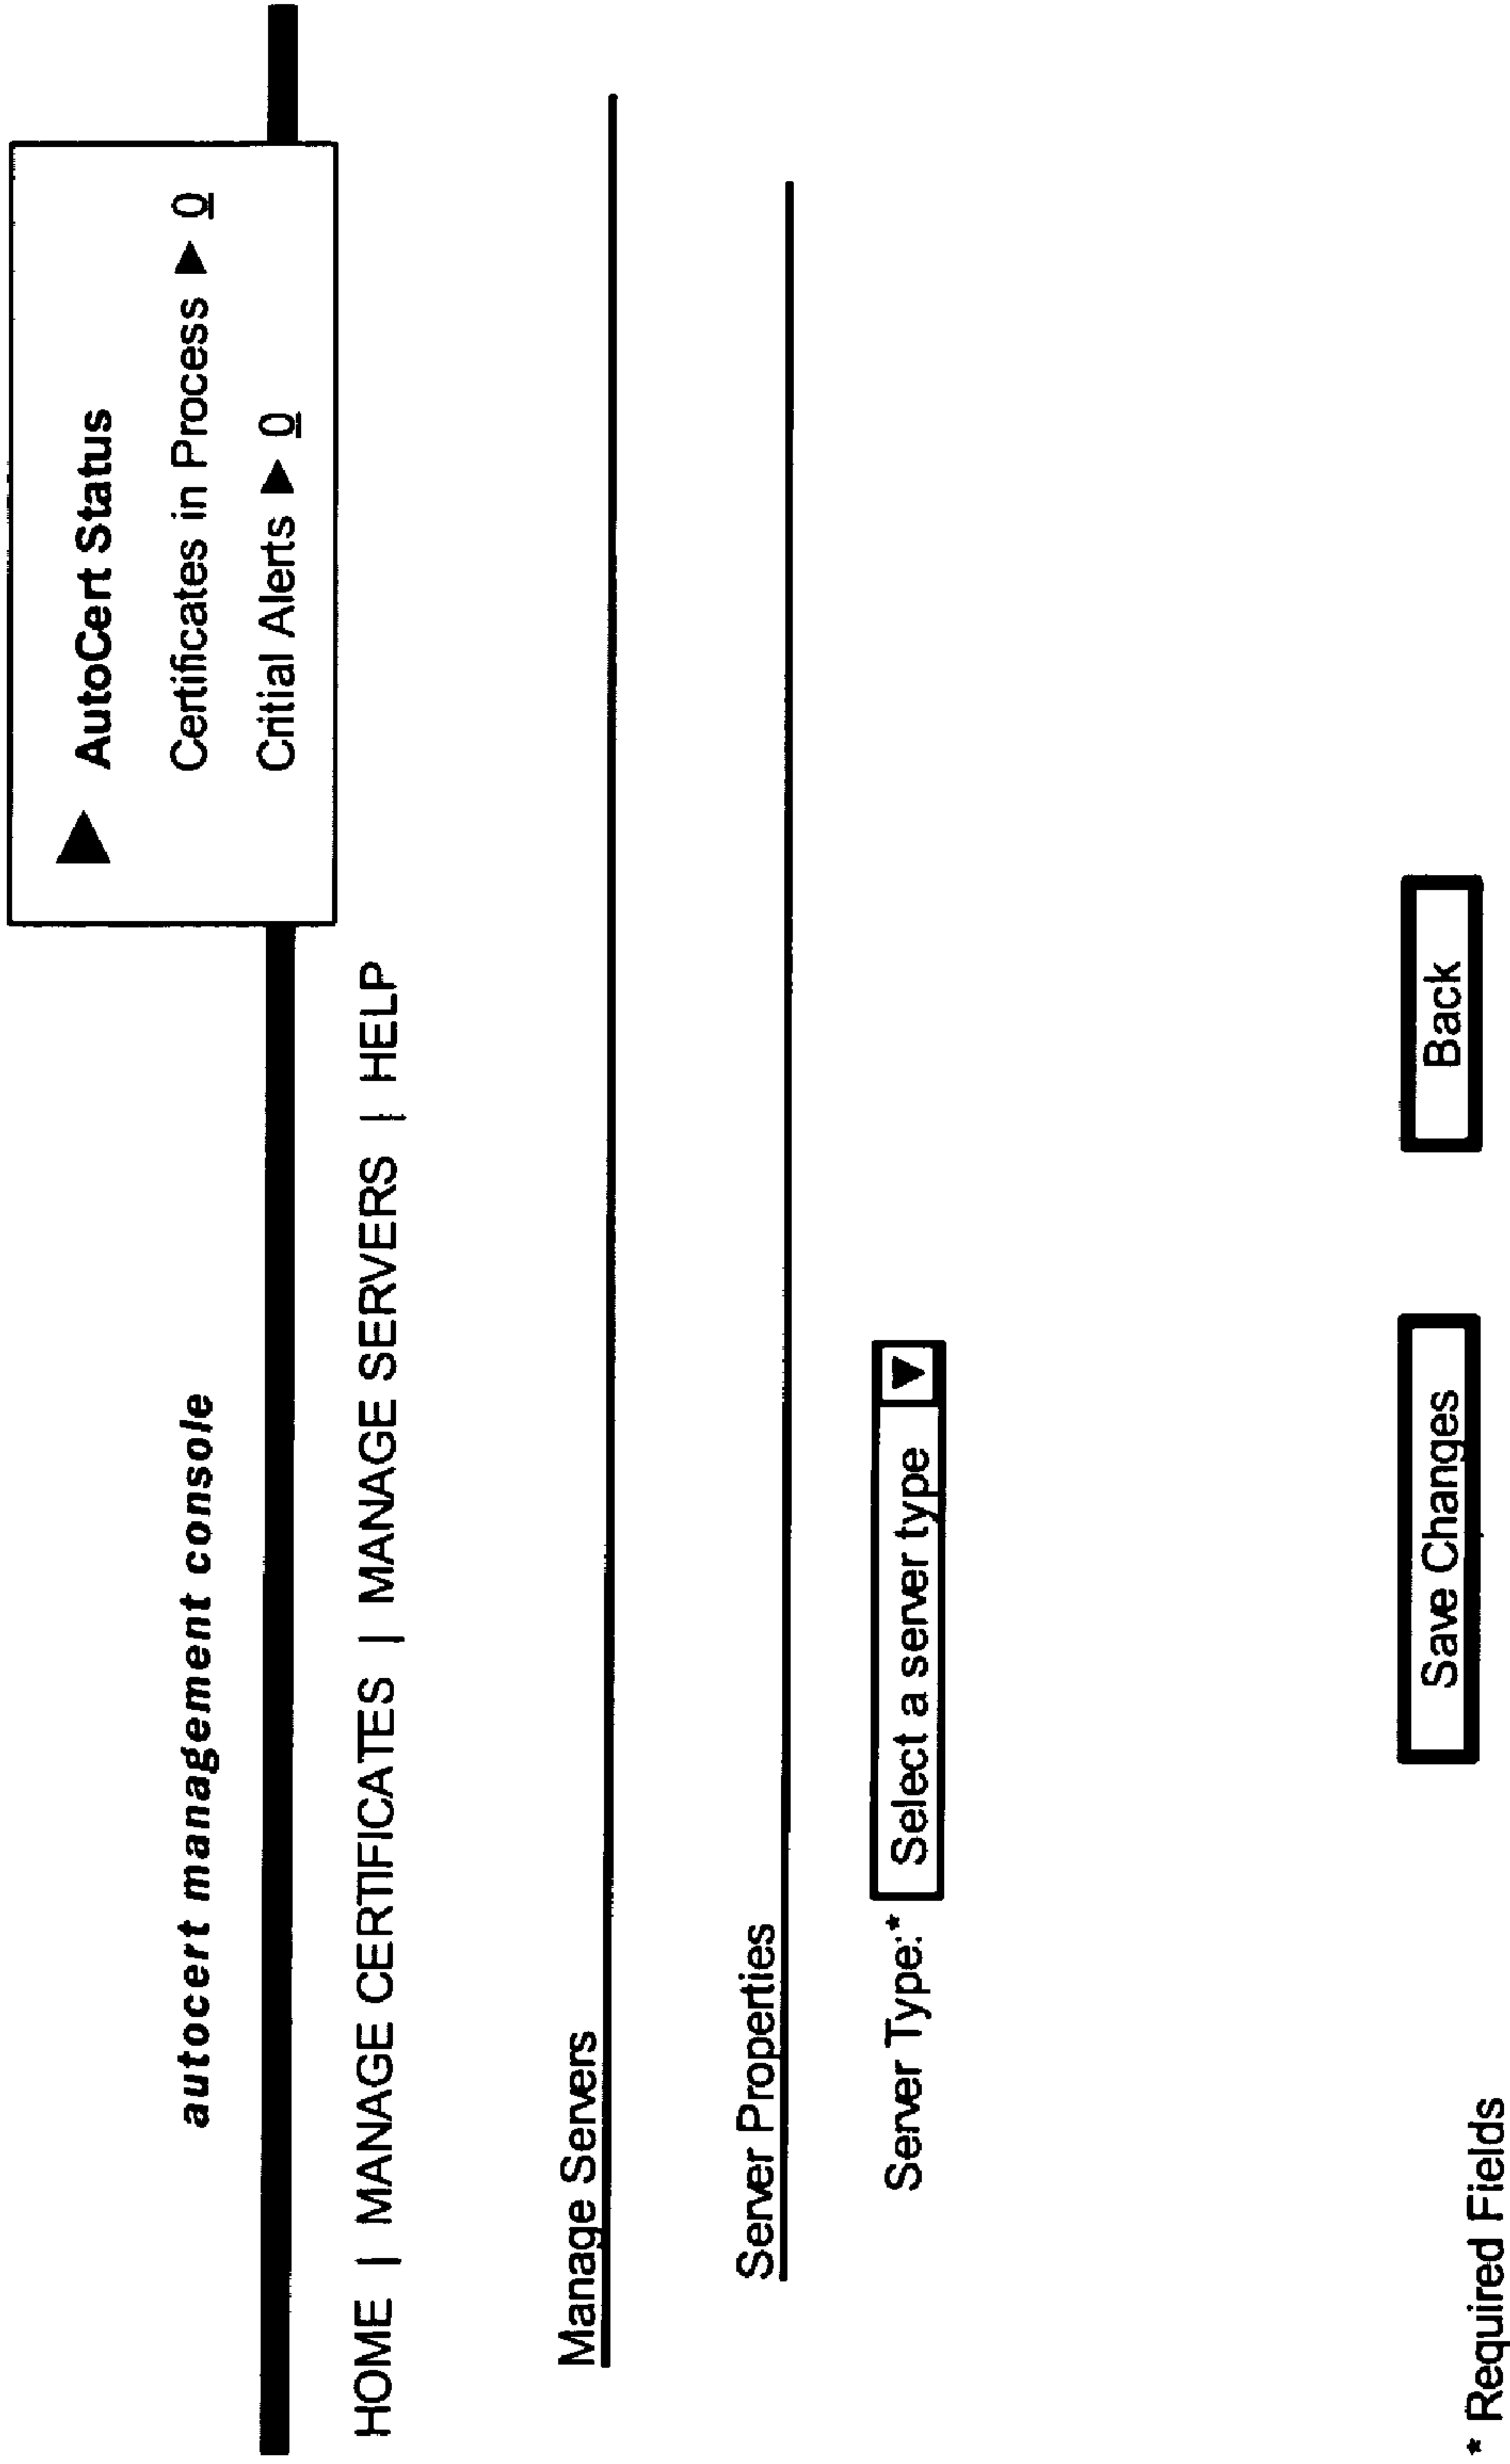 autocert management console
▶ AutoCert Status
Certificates in Process ▶ 0
Critial Alerts ▶ 0
HOME | MANAGE CERTIFICATES | MANAGE SERVERS | HELP
Manage Servers
Server Properties
Server Type:* Select a server type ▼
Save Changes
Back
* Required Fields